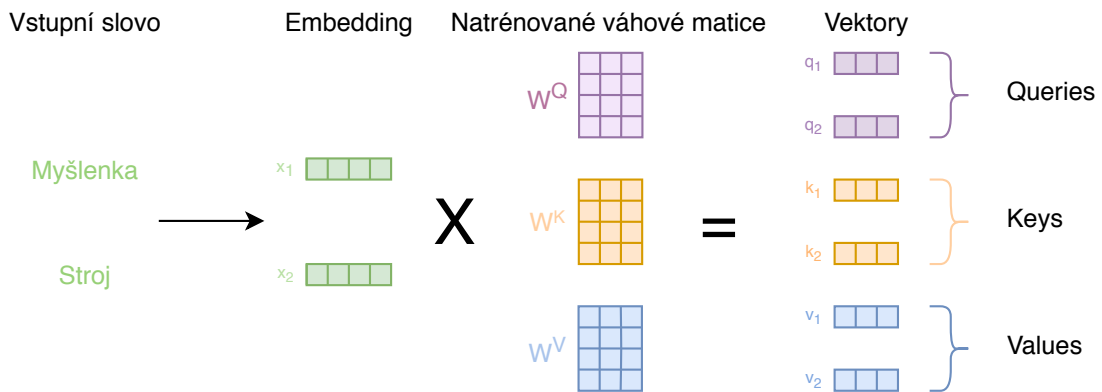 Vstupní slovo
Embedding
Natrénované váhové matice
Vektory
Myšlenka
Stroj
x1
x2
X
W^Q
W^K
W^V
=
q1
q2
k1
k2
v1
v2
Queries
Keys
Values